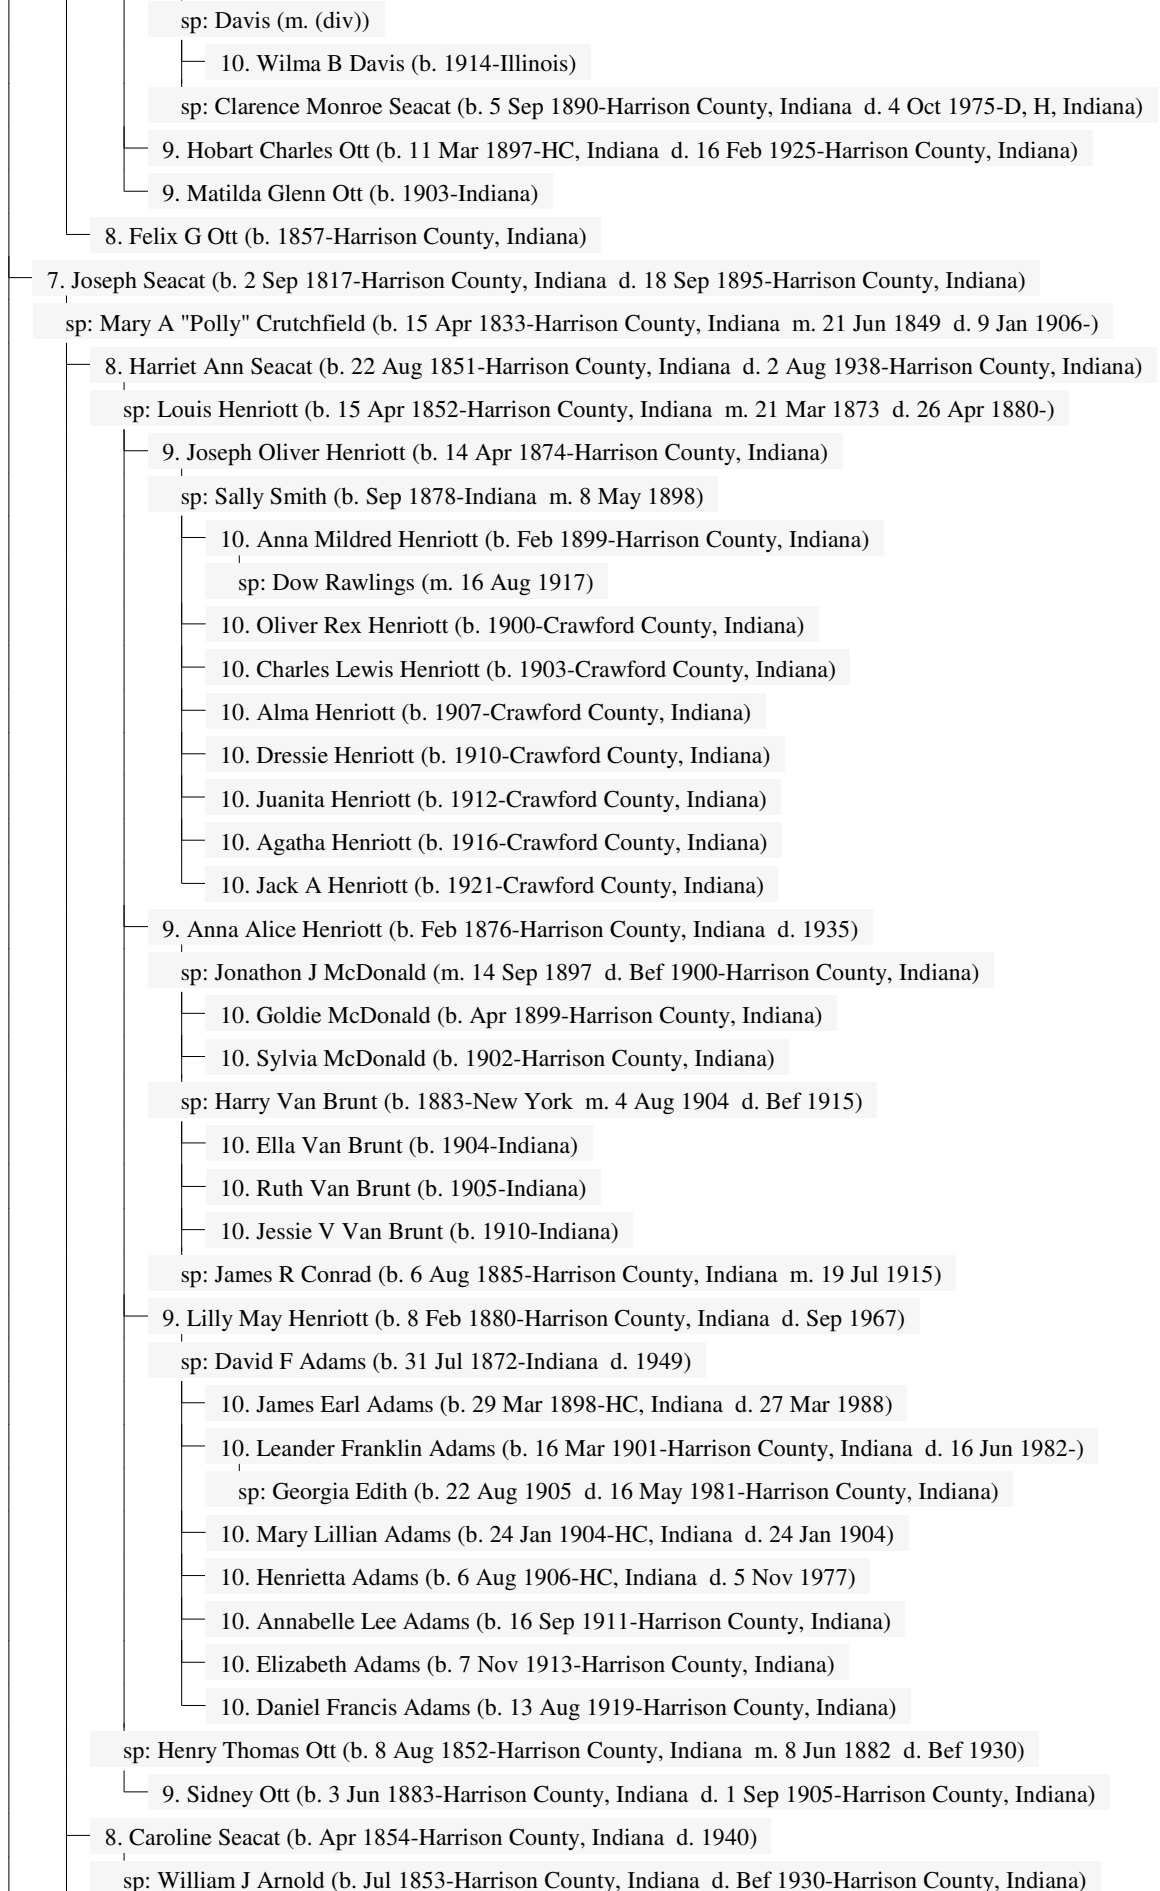 sp: Davis (m. (div))
10. Wilma B Davis (b. 1914-Illinois)
sp: Clarence Monroe Seacat (b. 5 Sep 1890-Harrison County, Indiana  d. 4 Oct 1975-D, H, Indiana)
9. Hobart Charles Ott (b. 11 Mar 1897-HC, Indiana  d. 16 Feb 1925-Harrison County, Indiana)
9. Matilda Glenn Ott (b. 1903-Indiana)
8. Felix G Ott (b. 1857-Harrison County, Indiana)
7. Joseph Seacat (b. 2 Sep 1817-Harrison County, Indiana  d. 18 Sep 1895-Harrison County, Indiana)
sp: Mary A "Polly" Crutchfield (b. 15 Apr 1833-Harrison County, Indiana  m. 21 Jun 1849  d. 9 Jan 1906-)
8. Harriet Ann Seacat (b. 22 Aug 1851-Harrison County, Indiana  d. 2 Aug 1938-Harrison County, Indiana)
sp: Louis Henriott (b. 15 Apr 1852-Harrison County, Indiana  m. 21 Mar 1873  d. 26 Apr 1880-)
9. Joseph Oliver Henriott (b. 14 Apr 1874-Harrison County, Indiana)
sp: Sally Smith (b. Sep 1878-Indiana  m. 8 May 1898)
10. Anna Mildred Henriott (b. Feb 1899-Harrison County, Indiana)
sp: Dow Rawlings (m. 16 Aug 1917)
10. Oliver Rex Henriott (b. 1900-Crawford County, Indiana)
10. Charles Lewis Henriott (b. 1903-Crawford County, Indiana)
10. Alma Henriott (b. 1907-Crawford County, Indiana)
10. Dressie Henriott (b. 1910-Crawford County, Indiana)
10. Juanita Henriott (b. 1912-Crawford County, Indiana)
10. Agatha Henriott (b. 1916-Crawford County, Indiana)
10. Jack A Henriott (b. 1921-Crawford County, Indiana)
9. Anna Alice Henriott (b. Feb 1876-Harrison County, Indiana  d. 1935)
sp: Jonathon J McDonald (m. 14 Sep 1897  d. Bef 1900-Harrison County, Indiana)
10. Goldie McDonald (b. Apr 1899-Harrison County, Indiana)
10. Sylvia McDonald (b. 1902-Harrison County, Indiana)
sp: Harry Van Brunt (b. 1883-New York  m. 4 Aug 1904  d. Bef 1915)
10. Ella Van Brunt (b. 1904-Indiana)
10. Ruth Van Brunt (b. 1905-Indiana)
10. Jessie V Van Brunt (b. 1910-Indiana)
sp: James R Conrad (b. 6 Aug 1885-Harrison County, Indiana  m. 19 Jul 1915)
9. Lilly May Henriott (b. 8 Feb 1880-Harrison County, Indiana  d. Sep 1967)
sp: David F Adams (b. 31 Jul 1872-Indiana  d. 1949)
10. James Earl Adams (b. 29 Mar 1898-HC, Indiana  d. 27 Mar 1988)
10. Leander Franklin Adams (b. 16 Mar 1901-Harrison County, Indiana  d. 16 Jun 1982-)
sp: Georgia Edith (b. 22 Aug 1905  d. 16 May 1981-Harrison County, Indiana)
10. Mary Lillian Adams (b. 24 Jan 1904-HC, Indiana  d. 24 Jan 1904)
10. Henrietta Adams (b. 6 Aug 1906-HC, Indiana  d. 5 Nov 1977)
10. Annabelle Lee Adams (b. 16 Sep 1911-Harrison County, Indiana)
10. Elizabeth Adams (b. 7 Nov 1913-Harrison County, Indiana)
10. Daniel Francis Adams (b. 13 Aug 1919-Harrison County, Indiana)
sp: Henry Thomas Ott (b. 8 Aug 1852-Harrison County, Indiana  m. 8 Jun 1882  d. Bef 1930)
9. Sidney Ott (b. 3 Jun 1883-Harrison County, Indiana  d. 1 Sep 1905-Harrison County, Indiana)
8. Caroline Seacat (b. Apr 1854-Harrison County, Indiana  d. 1940)
sp: William J Arnold (b. Jul 1853-Harrison County, Indiana  d. Bef 1930-Harrison County, Indiana)